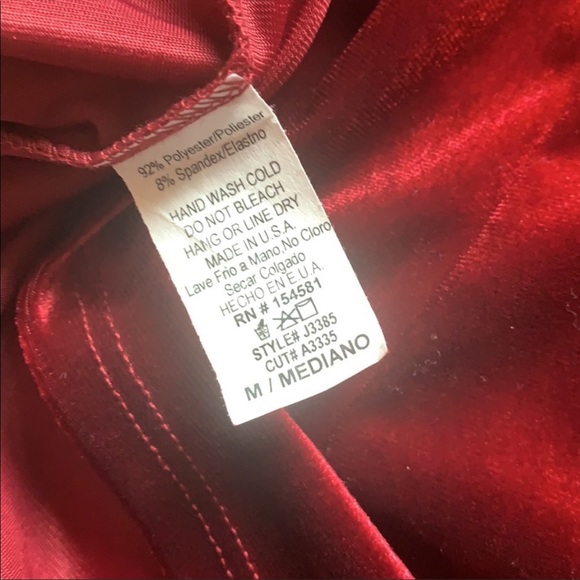 92% Polyester/Poliester
8% Spandex/Elastno
HAND WASH COLD
DO NOT BLEACH
HANG OR LINE DRY
MADE IN U.S.A.
Lave Frio a Mano.No Cloro
Secar Colgado
HECHO EN E.U.A.
RN # 154581
STYLE# J3385
CUT# A3335
M / MEDIANO